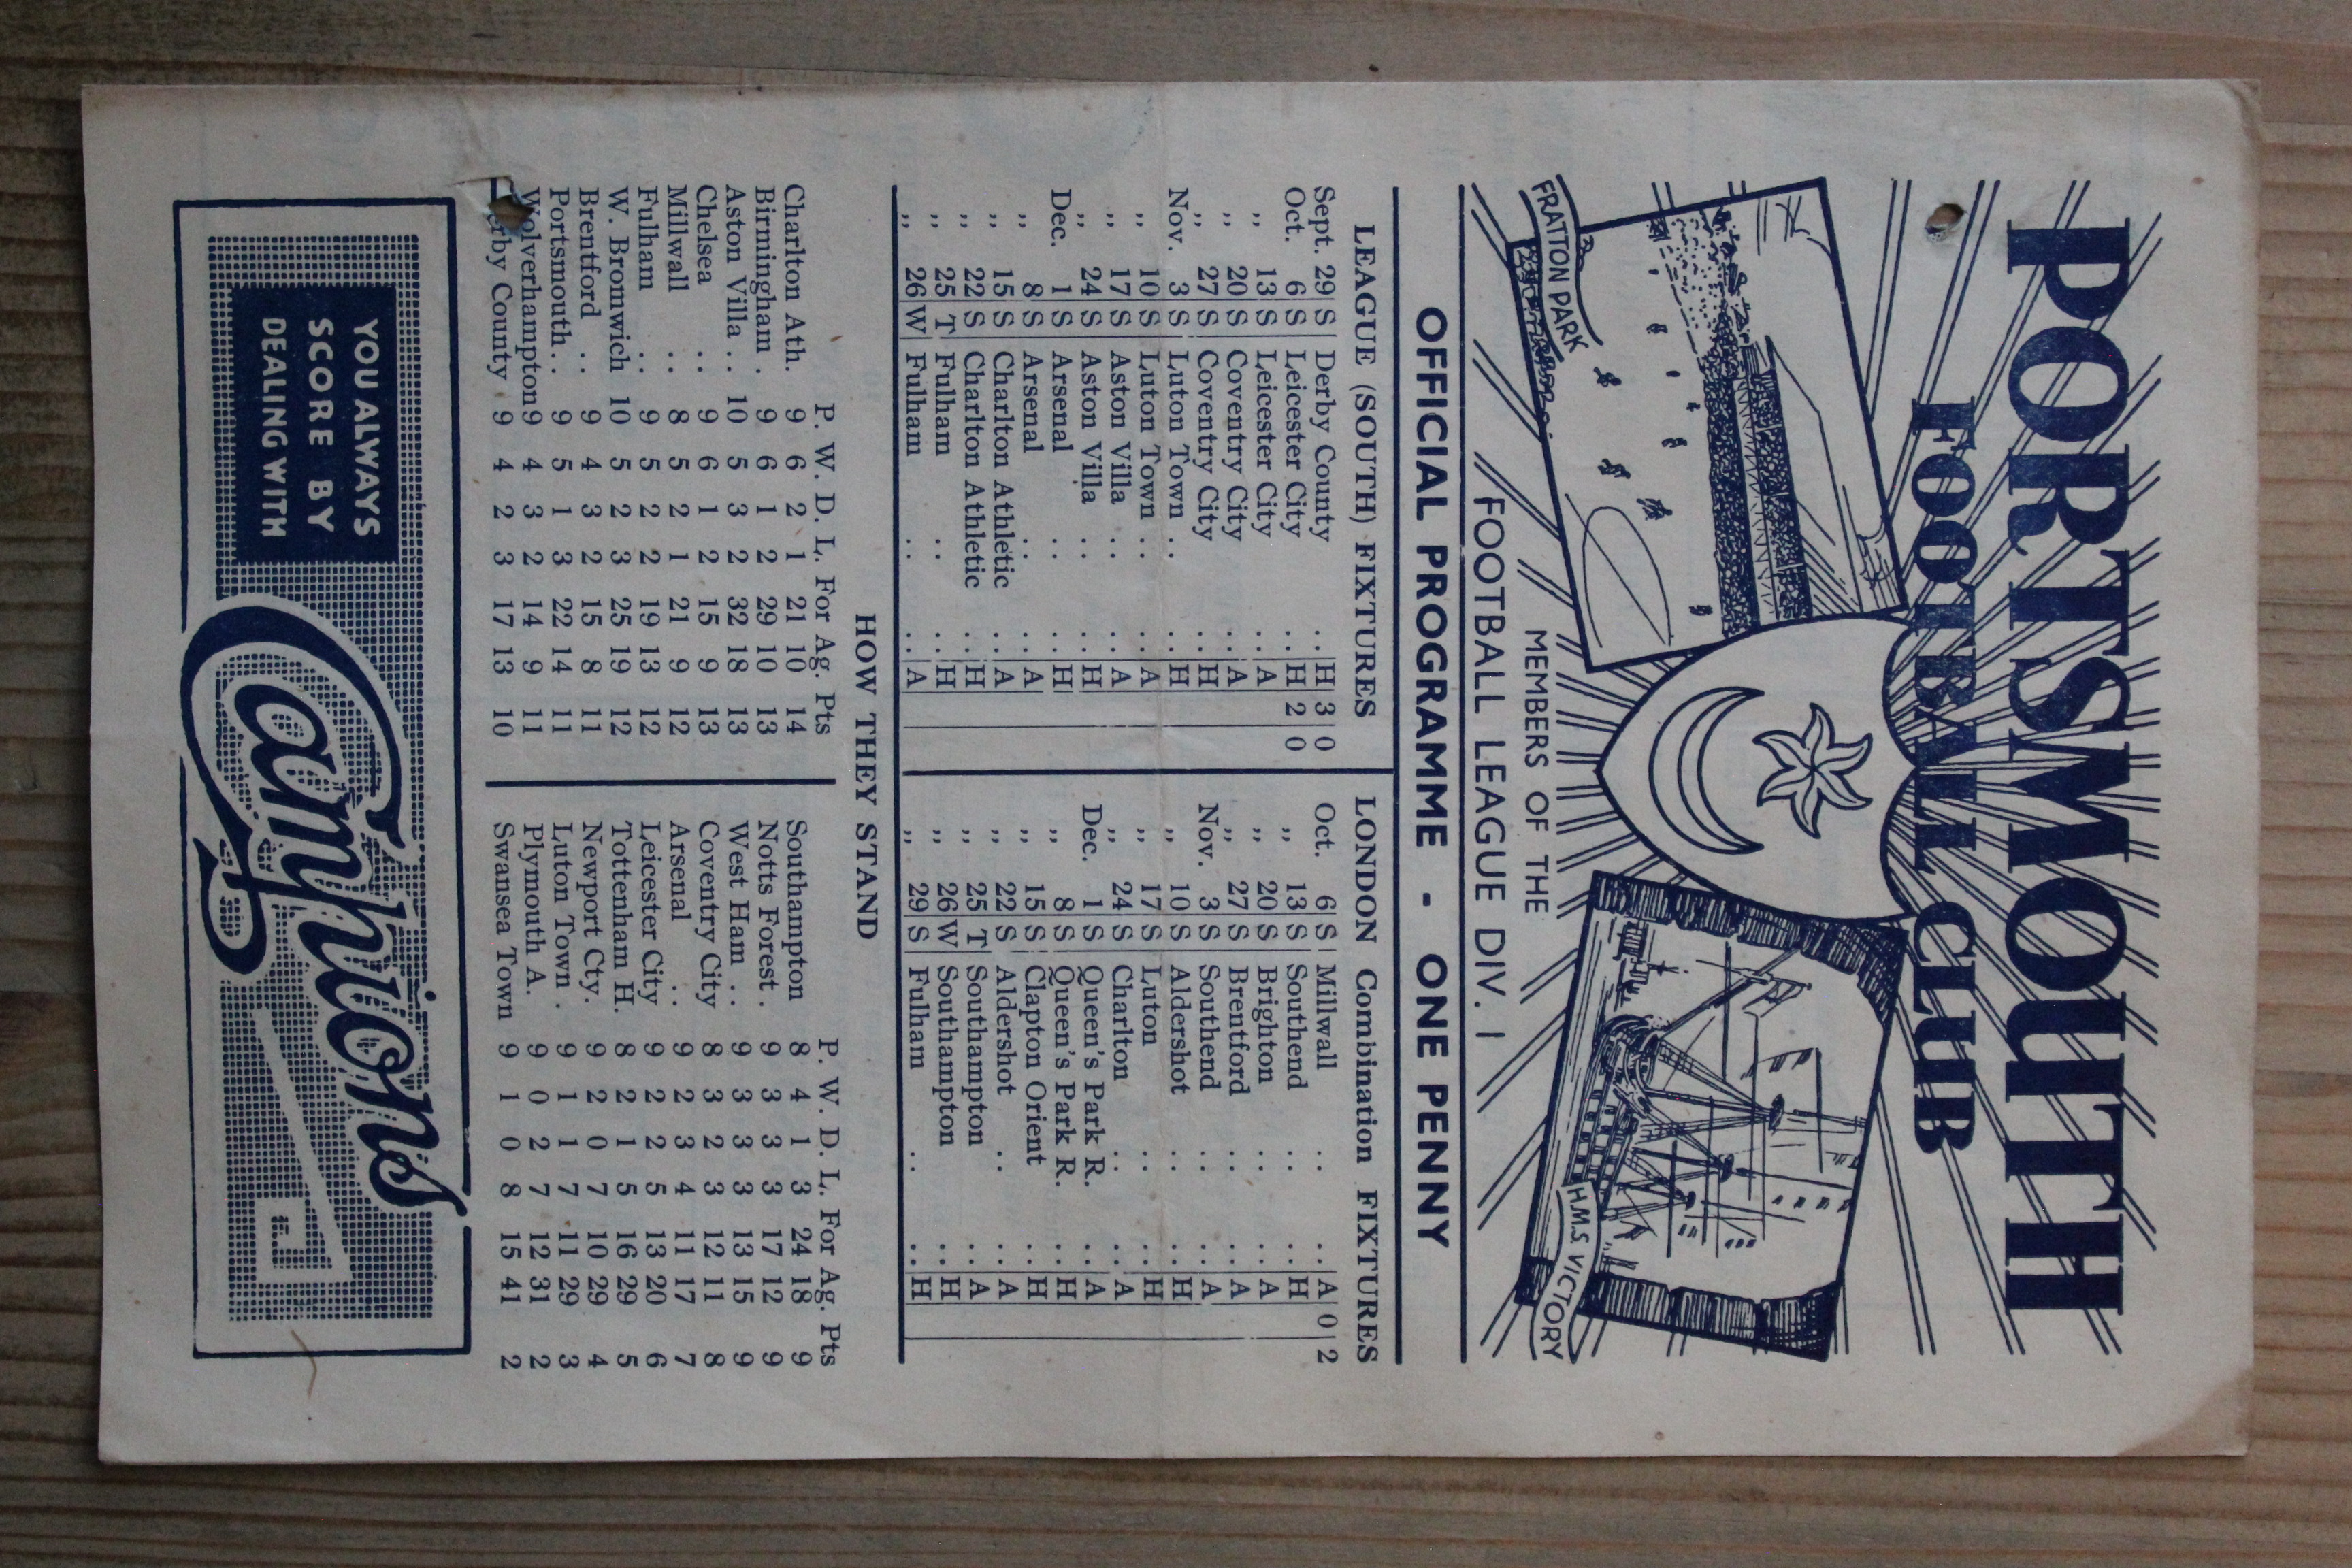 PORTSMOUTH
FOOTBALL CLUB
FRATTON PARK
H.M.S. VICTORY
MEMBERS OF THE
FOOTBALL LEAGUE DIV. 1
OFFICIAL PROGRAMME - ONE PENNY
LEAGUE (SOUTH) FIXTURES
Sept. 29 S Derby County .. H 3 0
Oct. 6 S Leicester City .. H 2 0
,, 13 S Leicester City .. A
,, 20 S Coventry City .. A
,, 27 S Coventry City .. H
Nov. 3 S Luton Town .. .. H
,, 10 S Luton Town .. .. A
,, 17 S Aston Villa .. .. A
,, 24 S Aston Villa .. .. H
Dec. 1 S Arsenal .. .. H
,, 8 S Arsenal .. .. A
,, 15 S Charlton Athletic .. A
,, 22 S Charlton Athletic .. H
,, 25 T Fulham .. .. H
,, 26 W Fulham .. .. A
LONDON Combination FIXTURES
Oct. 6 S Millwall .. .. A 0 2
,, 13 S Southend .. .. H
,, 20 S Brighton .. .. A
,, 27 S Brentford .. .. A
Nov. 3 S Southend .. .. A
,, 10 S Aldershot .. .. H
,, 17 S Luton .. .. H
,, 24 S Charlton .. .. A
Dec. 1 S Queen's Park R. .. A
,, 8 S Queen's Park R. .. H
,, 15 S Clapton Orient .. H
,, 22 S Aldershot .. .. A
,, 25 T Southampton .. A
,, 26 W Southampton .. H
,, 29 S Fulham .. .. H
HOW THEY STAND
P. W. D. L. For Ag. Pts
Charlton Ath. 9 6 2 1 21 10 14
Birmingham . 9 6 1 2 29 10 13
Aston Villa .. 10 5 3 2 32 18 13
Chelsea .. 9 6 1 2 15 9 13
Millwall .. 8 5 2 1 21 9 12
Fulham .. 9 5 2 2 19 13 12
W. Bromwich 10 5 2 3 25 19 12
Brentford .. 9 4 3 2 15 8 11
Portsmouth .. 9 5 1 3 22 14 11
Wolverhampton 9 4 3 2 14 9 11
erby County 9 4 2 3 17 13 10
P. W. D. L. For Ag. Pts
Southampton 8 4 1 3 24 18 9
Notts Forest . 9 3 3 3 17 12 9
West Ham .. 9 3 3 3 13 15 9
Coventry City 8 3 2 3 12 11 8
Arsenal .. 9 2 3 4 11 17 7
Leicester City 9 2 2 5 13 20 6
Tottenham H. 8 2 1 5 16 29 5
Newport Cty. 9 2 0 7 10 29 4
Luton Town . 9 1 1 7 11 29 3
Plymouth A. 9 0 2 7 12 31 2
Swansea Town 9 1 0 8 15 41 2
YOU ALWAYS
SCORE BY
DEALING WITH
Camphions